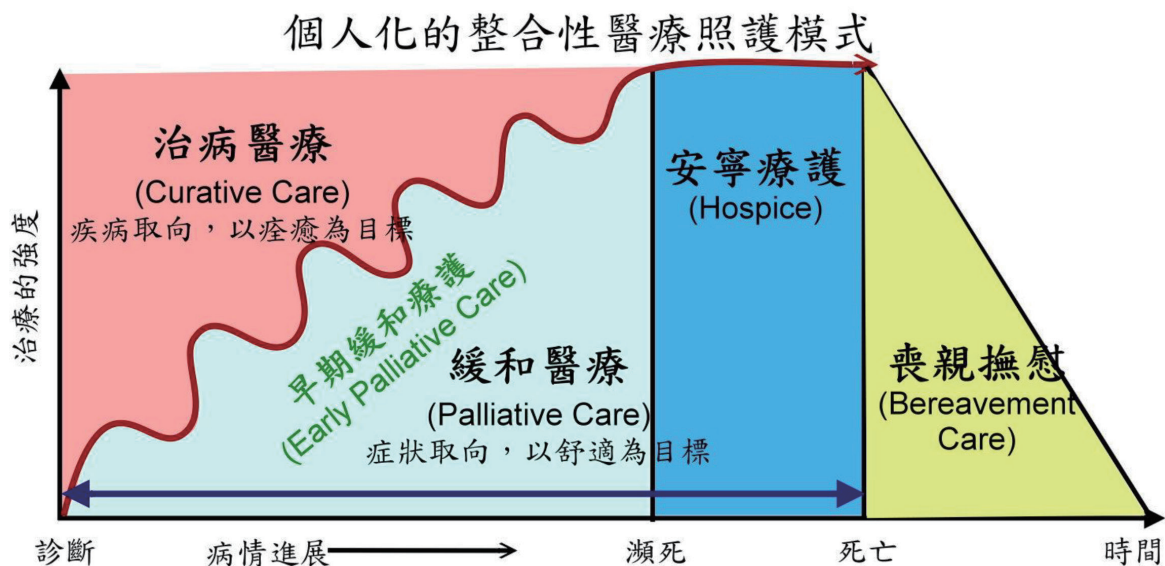 個人化的整合性醫療照護模式
治療的強度
治病醫療
(Curative Care)
疾病取向，以痊癒為目標
早期緩和療護
(Early Palliative Care)
緩和醫療
(Palliative Care)
症狀取向，以舒適為目標
安寧療護
(Hospice)
喪親撫慰
(Bereavement
Care)
診斷
病情進展
瀕死
死亡
時間